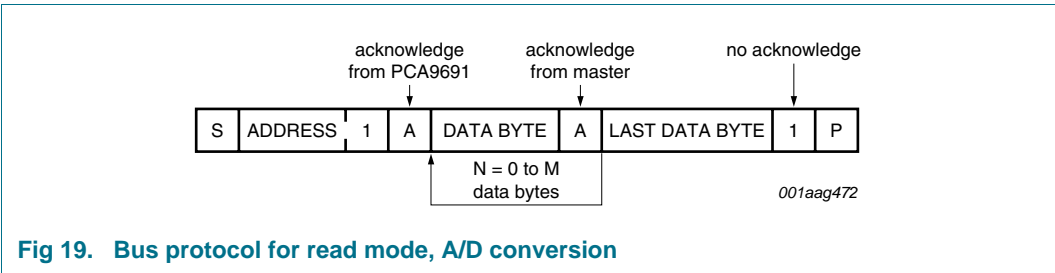 acknowledge
from PCA9691
acknowledge
from master
no acknowledge
S ADDRESS 1 A DATA BYTE A LAST DATA BYTE 1 P
N = 0 to M
data bytes
001aag472
Fig 19. Bus protocol for read mode, A/D conversion